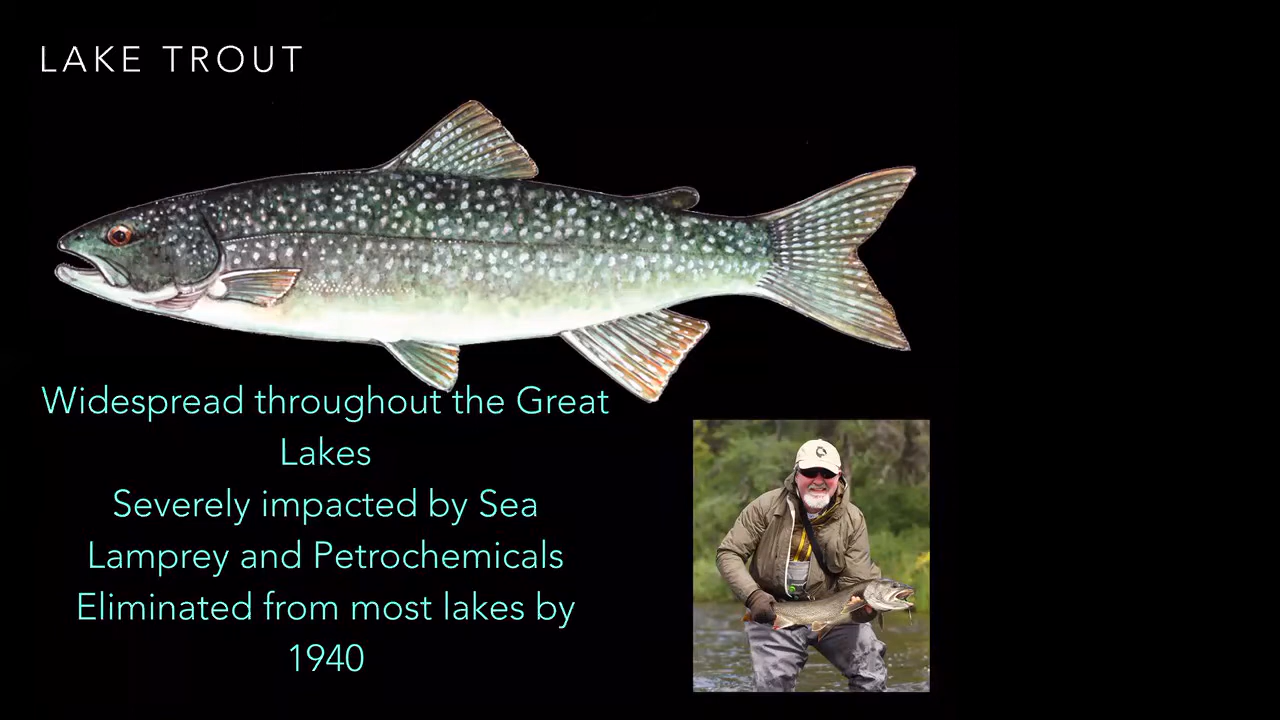 LAKE TROUT
Widespread throughout the Great
Lakes
Severely impacted by Sea
Lamprey and Petrochemicals
Eliminated from most lakes by
1940